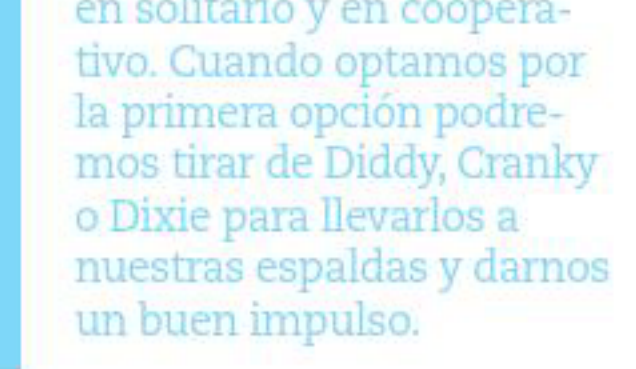 en solitario y en coopera-
tivo. Cuando optamos por
la primera opción podre-
mos tirar de Diddy, Cranky
o Dixie para llevarlos a
nuestras espaldas y darnos
un buen impulso.